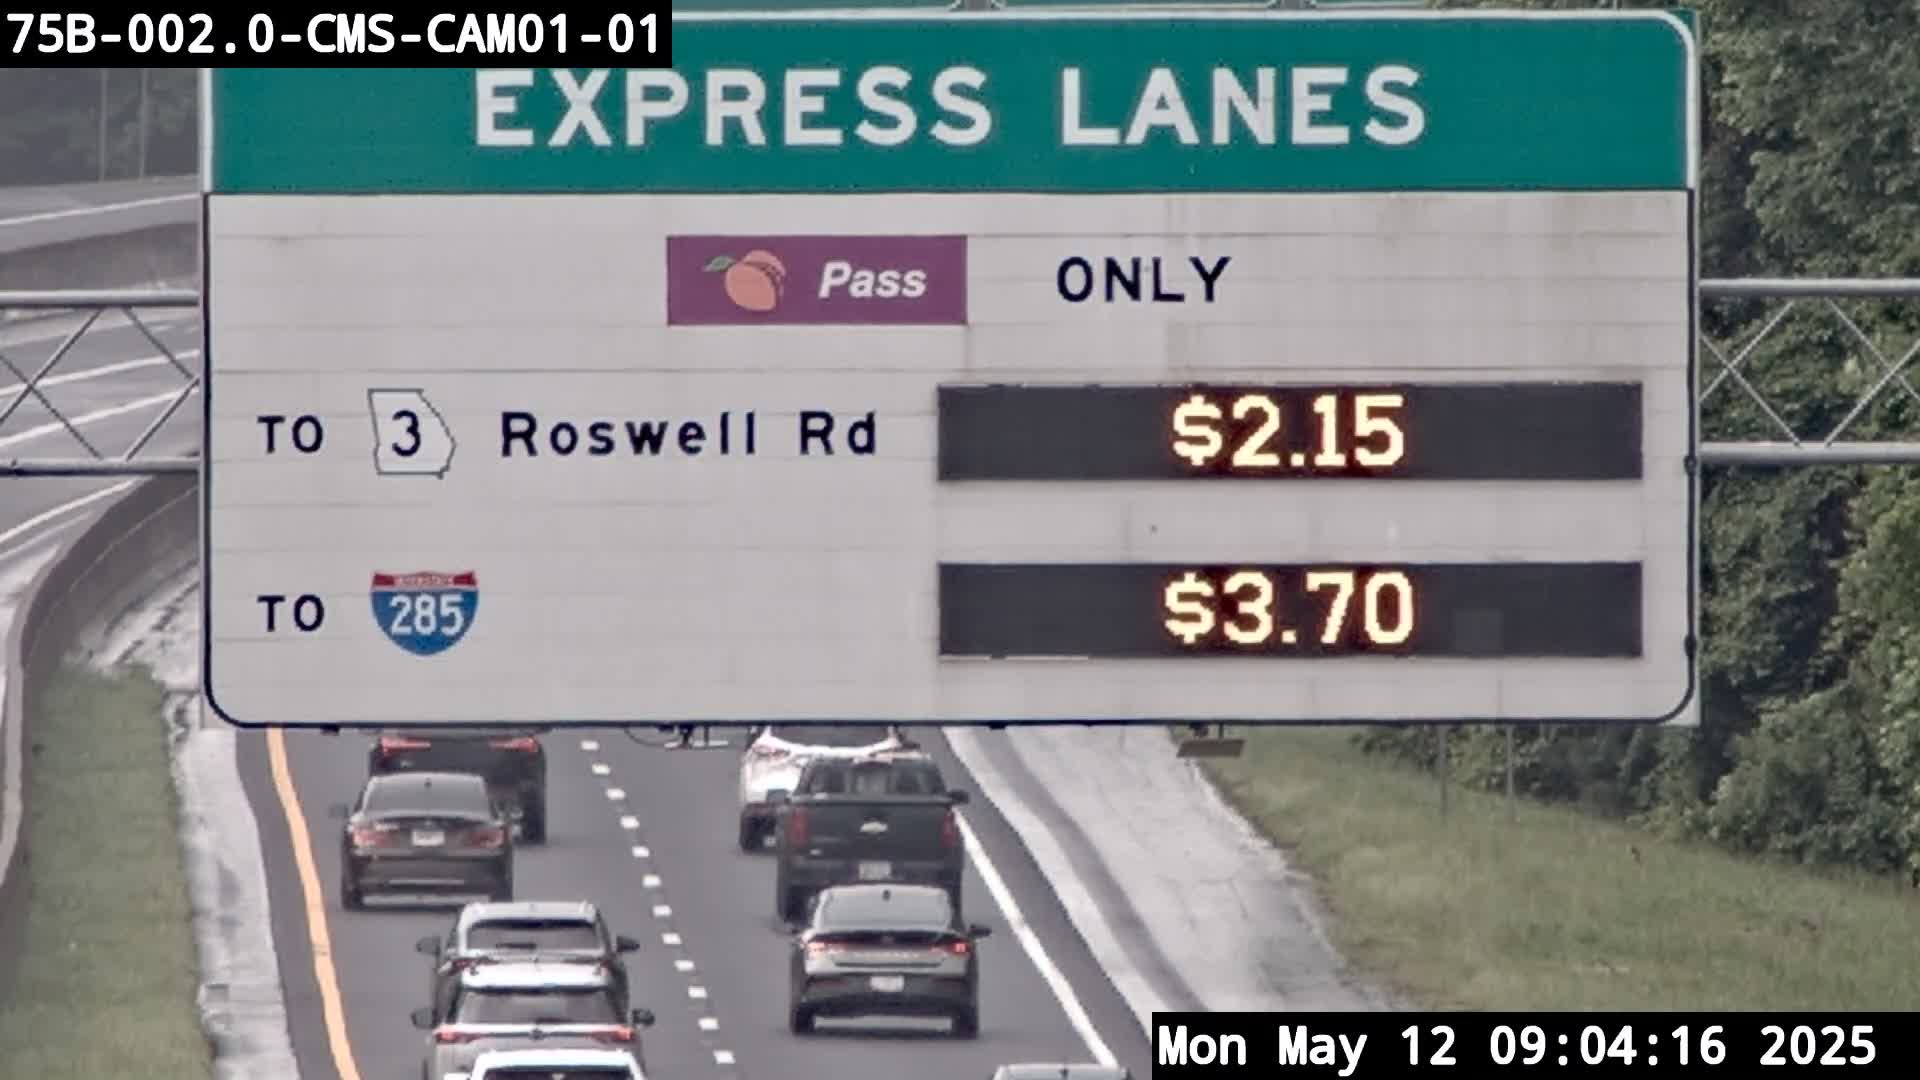 75B-002.0-CMS-CAM01-01
EXPRESS LANES
Pass ONLY
TO 3 Roswell Rd $2.15
TO 285 $3.70
Mon May 12 09:04:16 2025